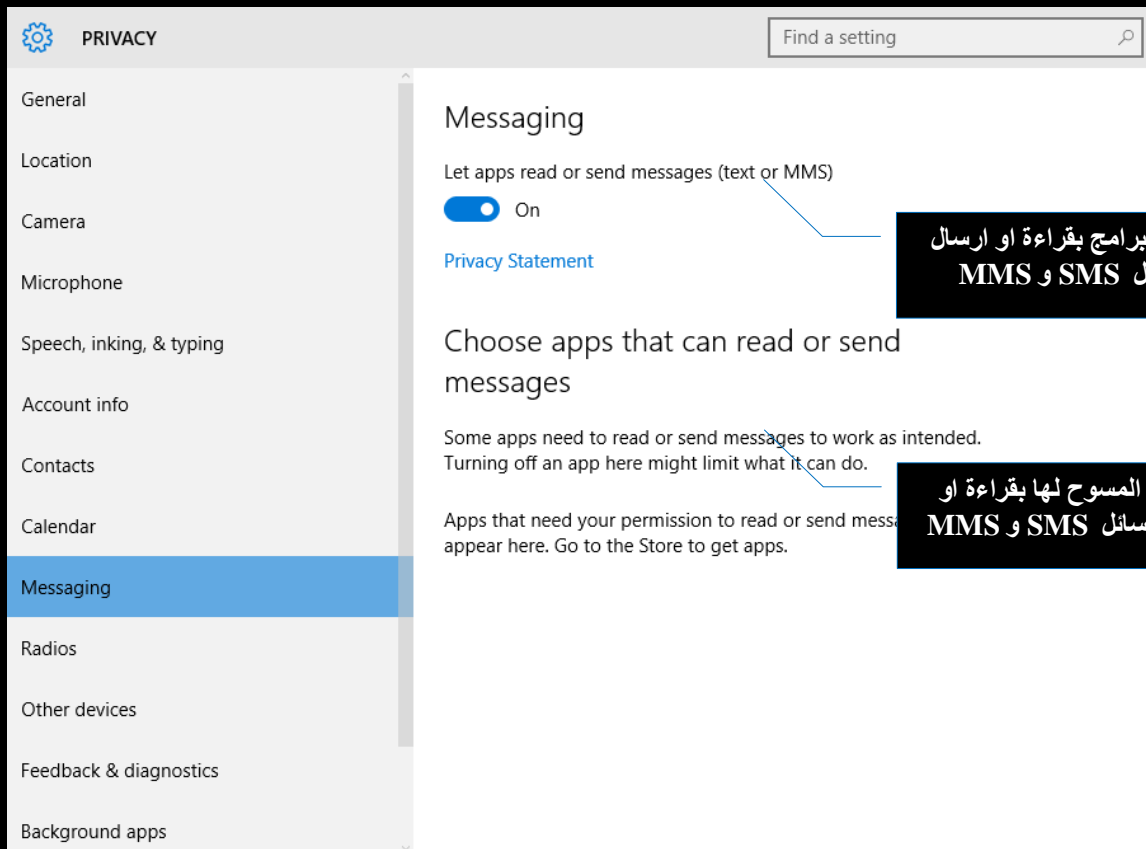 PRIVACY
Find a setting
General
Location
Camera
Microphone
Speech, inking, & typing
Account info
Contacts
Calendar
Messaging
Radios
Other devices
Feedback & diagnostics
Background apps
Messaging
Let apps read or send messages (text or MMS)
On
Privacy Statement
Choose apps that can read or send
messages
Some apps need to read or send messages to work as intended.
Turning off an app here might limit what it can do.
Apps that need your permission to read or send
appear here. Go to the Store to get apps.
برامج بقراءة او ارسال
SMS و MMS
المسوح لها بقراءة او
SMS و MMS